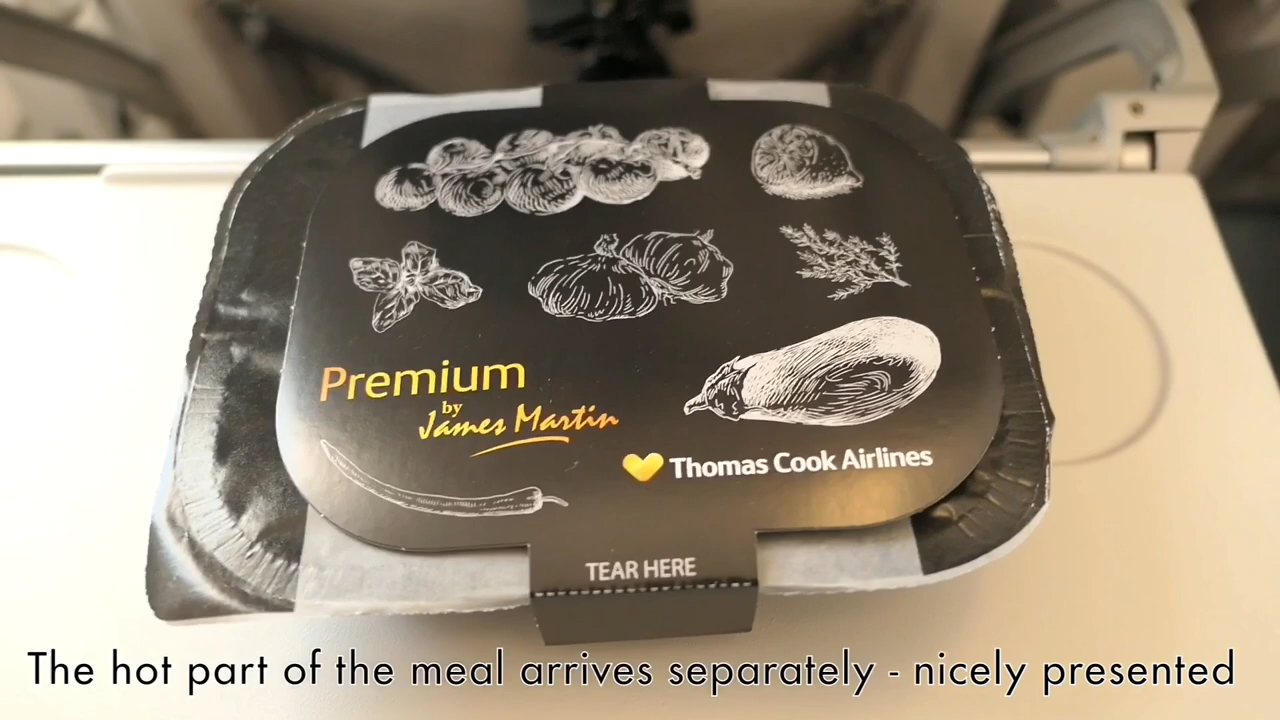 Premium
by
James Martin
Thomas Cook Airlines
TEAR HERE
The hot part of the meal arrives separately - nicely presented